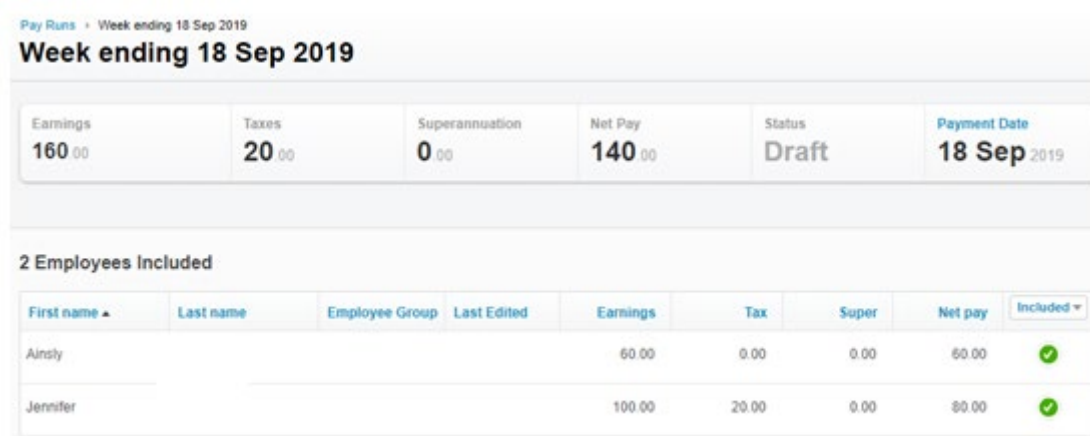 Pay Runs › Week ending 18 Sep 2019
Week ending 18 Sep 2019
Earnings Taxes Superannuation Net Pay Status Payment Date
160.00 20.00 0.00 140.00 Draft 18 Sep 2019
2 Employees Included
First name Last name Employee Group Last Edited Earnings Tax Super Net pay Included
Ainsly 60.00 0.00 0.00 60.00
Jennifer 100.00 20.00 0.00 80.00